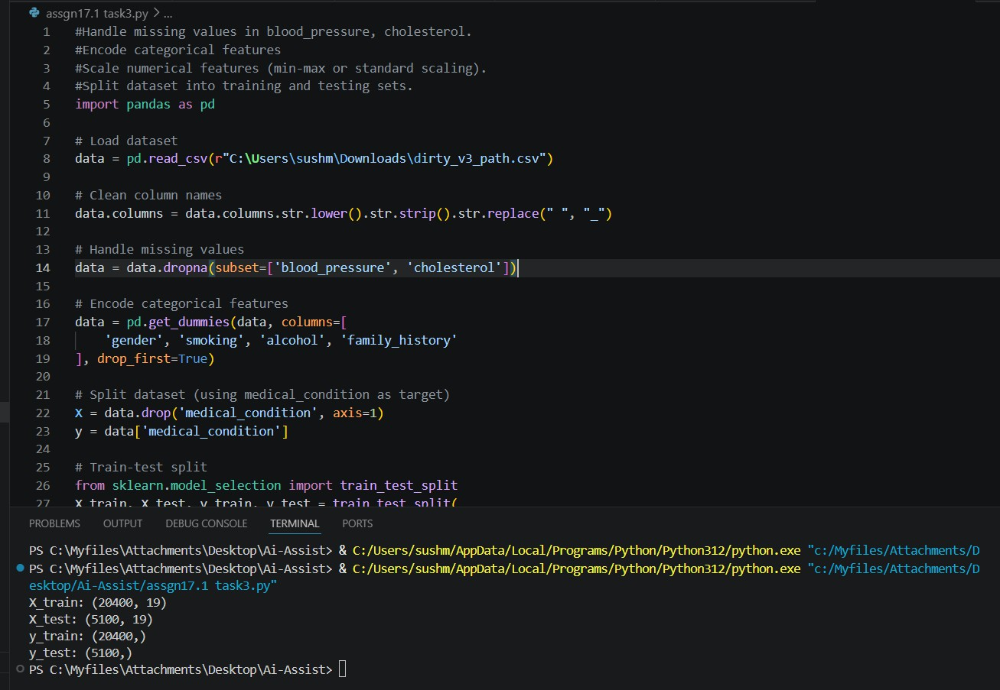 assgn17.1 task3.py > ...
1 #Handle missing values in blood_pressure, cholesterol.
2 #Encode categorical features
3 #Scale numerical features (min-max or standard scaling).
4 #Split dataset into training and testing sets.
5 import pandas as pd
6
7 # Load dataset
8 data = pd.read_csv(r"C:\Users\sushm\Downloads\dirty_v3_path.csv")
9
10 # Clean column names
11 data.columns = data.columns.str.lower().str.strip().str.replace(" ", "_")
12
13 # Handle missing values
14 data = data.dropna(subset=['blood_pressure', 'cholesterol'])
15
16 # Encode categorical features
17 data = pd.get_dummies(data, columns=[
18     'gender', 'smoking', 'alcohol', 'family_history'
19 ], drop_first=True)
20
21 # Split dataset (using medical_condition as target)
22 X = data.drop('medical_condition', axis=1)
23 y = data['medical_condition']
24
25 # Train-test split
26 from sklearn.model_selection import train_test_split
27 X_train, X_test, y_train, y_test = train_test_split(
PROBLEMS OUTPUT DEBUG CONSOLE TERMINAL PORTS
PS C:\Myfiles\Attachments\Desktop\Ai-Assist> & C:/Users/sushm/AppData/Local/Programs/Python/Python312/python.exe "c:/Myfiles/Attachments/D
PS C:\Myfiles\Attachments\Desktop\Ai-Assist> & C:/Users/sushm/AppData/Local/Programs/Python/Python312/python.exe "c:/Myfiles/Attachments/D
esktop/Ai-Assist/assgn17.1 task3.py"
X_train: (20400, 19)
X_test: (5100, 19)
y_train: (20400,)
y_test: (5100,)
PS C:\Myfiles\Attachments\Desktop\Ai-Assist>